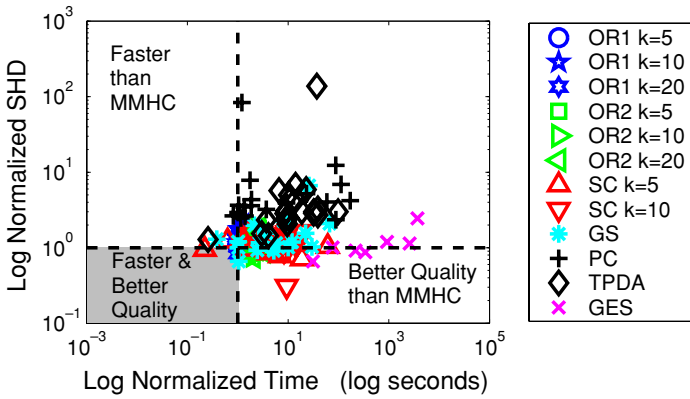 Log Normalized SHD
10^3
10^2
10^1
10^0
10^−1
Faster
than
MMHC
Faster &
Better
Quality
Better Quality
than MMHC
10^−3
10^−1
10^1
10^3
10^5
Log Normalized Time (log seconds)
OR1 k=5
OR1 k=10
OR1 k=20
OR2 k=5
OR2 k=10
OR2 k=20
SC k=5
SC k=10
GS
PC
TPDA
GES